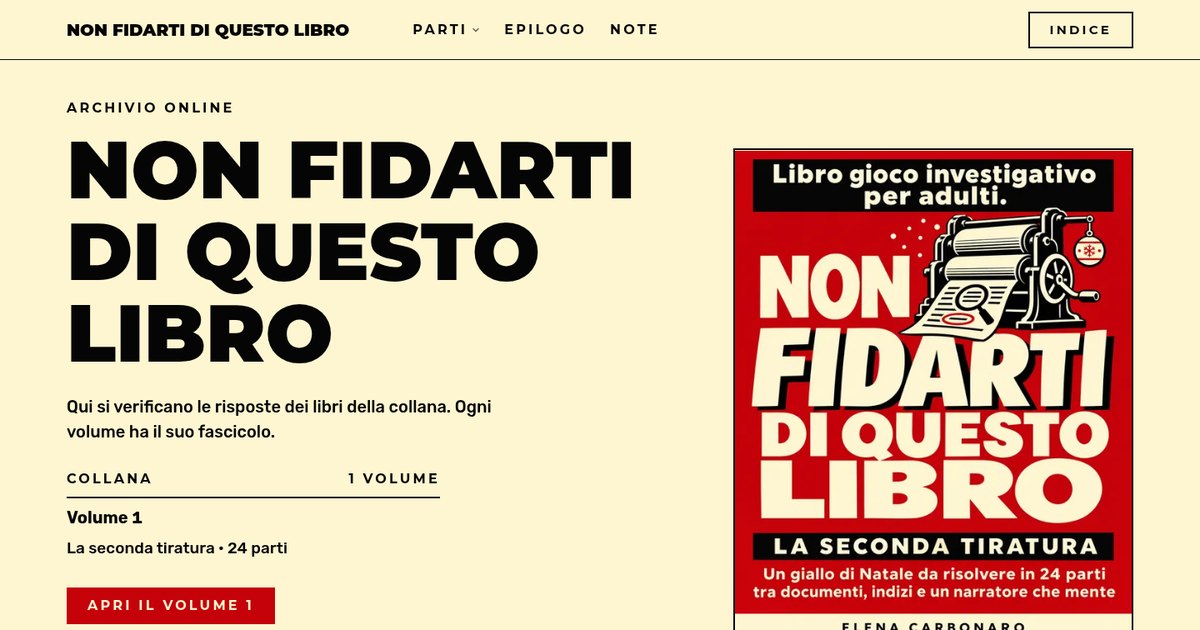 NON FIDARTI DI QUESTO LIBRO
PARTI
EPILOGO
NOTE
INDICE
ARCHIVIO ONLINE
NON FIDARTI
DI QUESTO
LIBRO
Qui si verificano le risposte dei libri della collana. Ogni
volume ha il suo fascicolo.
COLLANA
1 VOLUME
Volume 1
La seconda tiratura • 24 parti
APRI IL VOLUME 1
Libro gioco investigativo
per adulti.
NON
FIDARTI
DI QUESTO
LIBRO
LA SECONDA TIRATURA
Un giallo di Natale da risolvere in 24 parti
tra documenti, indizi e un narratore che mente
ELENA CARBONARO